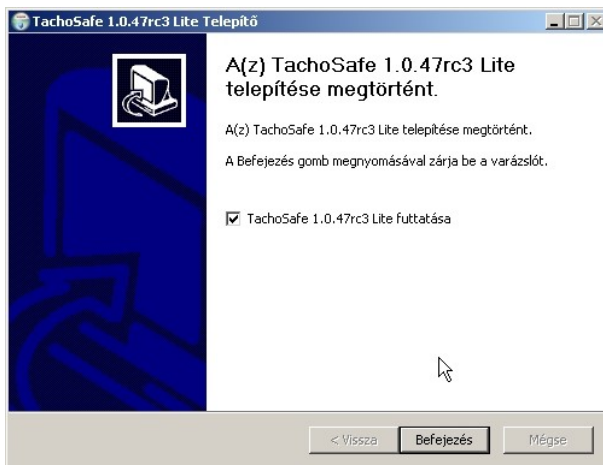 TachoSafe 1.0.47rc3 Lite Telepítő
A(z) TachoSafe 1.0.47rc3 Lite
telepítése megtörtént.
A(z) TachoSafe 1.0.47rc3 Lite telepítése megtörtént.
A Befejezés gomb megnyomásával zárja be a varázslót.
TachoSafe 1.0.47rc3 Lite futtatása
< Vissza
Befejezés
Mégse